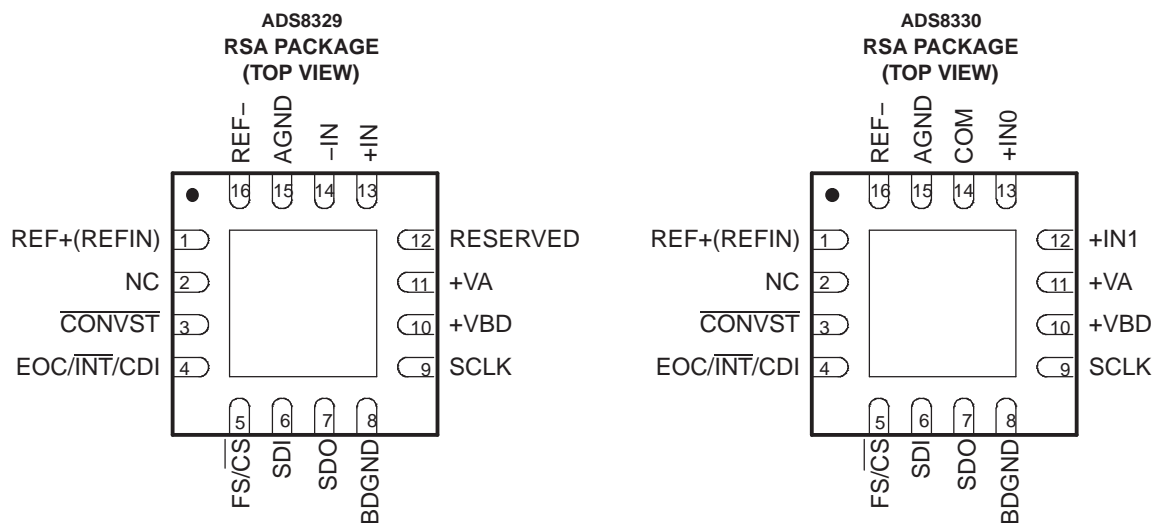 ADS8329
RSA PACKAGE
(TOP VIEW)
REF–
AGND
–IN
+IN
16
15
14
13
REF+(REFIN)
1
NC
2
CONVST
3
EOC/INT/CDI
4
12
RESERVED
11
+VA
10
+VBD
9
SCLK
5
6
7
8
FS/CS
SDI
SDO
BDGND
ADS8330
RSA PACKAGE
(TOP VIEW)
REF–
AGND
COM
+IN0
16
15
14
13
REF+(REFIN)
1
NC
2
CONVST
3
EOC/INT/CDI
4
12
+IN1
11
+VA
10
+VBD
9
SCLK
5
6
7
8
FS/CS
SDI
SDO
BDGND